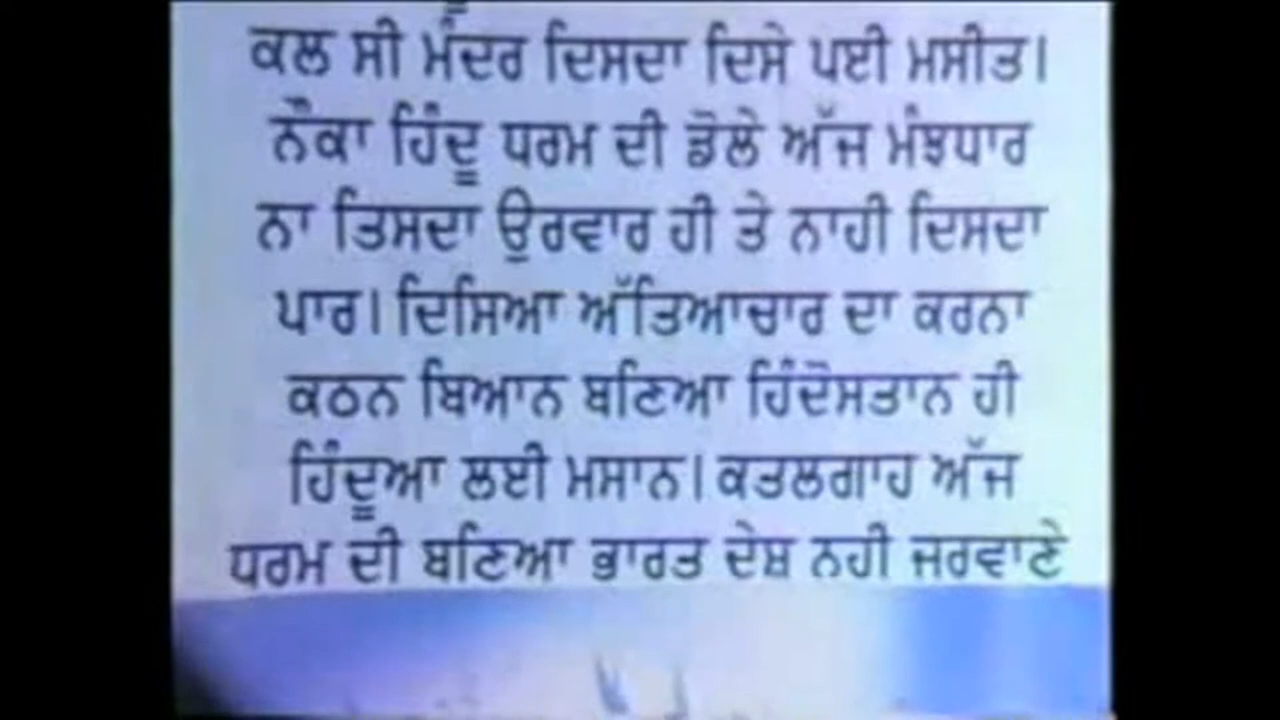 ਕਲ ਸੀ ਮੰਦਰ ਦਿਸਦਾ ਦਿਸੇ ਪਈ ਮਸੀਤ।
ਨੌਕਾ ਹਿੰਦੂ ਧਰਮ ਦੀ ਡੋਲੇ ਅੱਜ ਮੰਝਧਾਰ
ਨਾ ਤਿਸਦਾ ਉਰਵਾਰ ਹੀ ਤੇ ਨਾਹੀ ਦਿਸਦਾ
ਪਾਰ। ਦਿਸਿਆ ਅੱਤਿਆਚਾਰ ਦਾ ਕਰਨਾ
ਕਠਨ ਬਿਆਨ ਬਣਿਆ ਹਿੰਦੋਸਤਾਨ ਹੀ
ਹਿੰਦੂਆ ਲਈ ਮਸਾਨ। ਕਤਲਗਾਹ ਅੱਜ
ਧਰਮ ਦੀ ਬਣਿਆ ਭਾਰਤ ਦੇਸ਼ ਨਹੀ ਜਰਵਾਣੇ